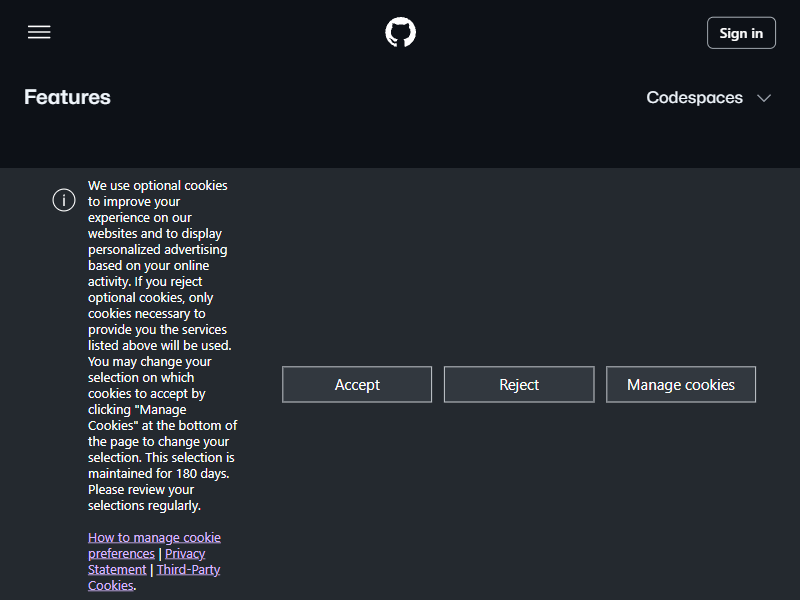 Sign in
Features
Codespaces
We use optional cookies
to improve your
experience on our
websites and to display
personalized advertising
based on your online
activity. If you reject
optional cookies, only
cookies necessary to
provide you the services
listed above will be used.
You may change your
selection on which
cookies to accept by
clicking "Manage
Cookies" at the bottom of
the page to change your
selection. This selection is
maintained for 180 days.
Please review your
selections regularly.
How to manage cookie
preferences | Privacy
Statement | Third-Party
Cookies.
Accept
Reject
Manage cookies